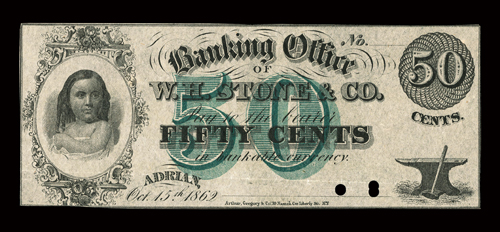 Banking Office No.
OF
W.H. STONE & CO.
50
CENTS.
50
Pay to the bearer
FIFTY CENTS
in bankable currency.
ADRIAN,
Oct. 15th 1862